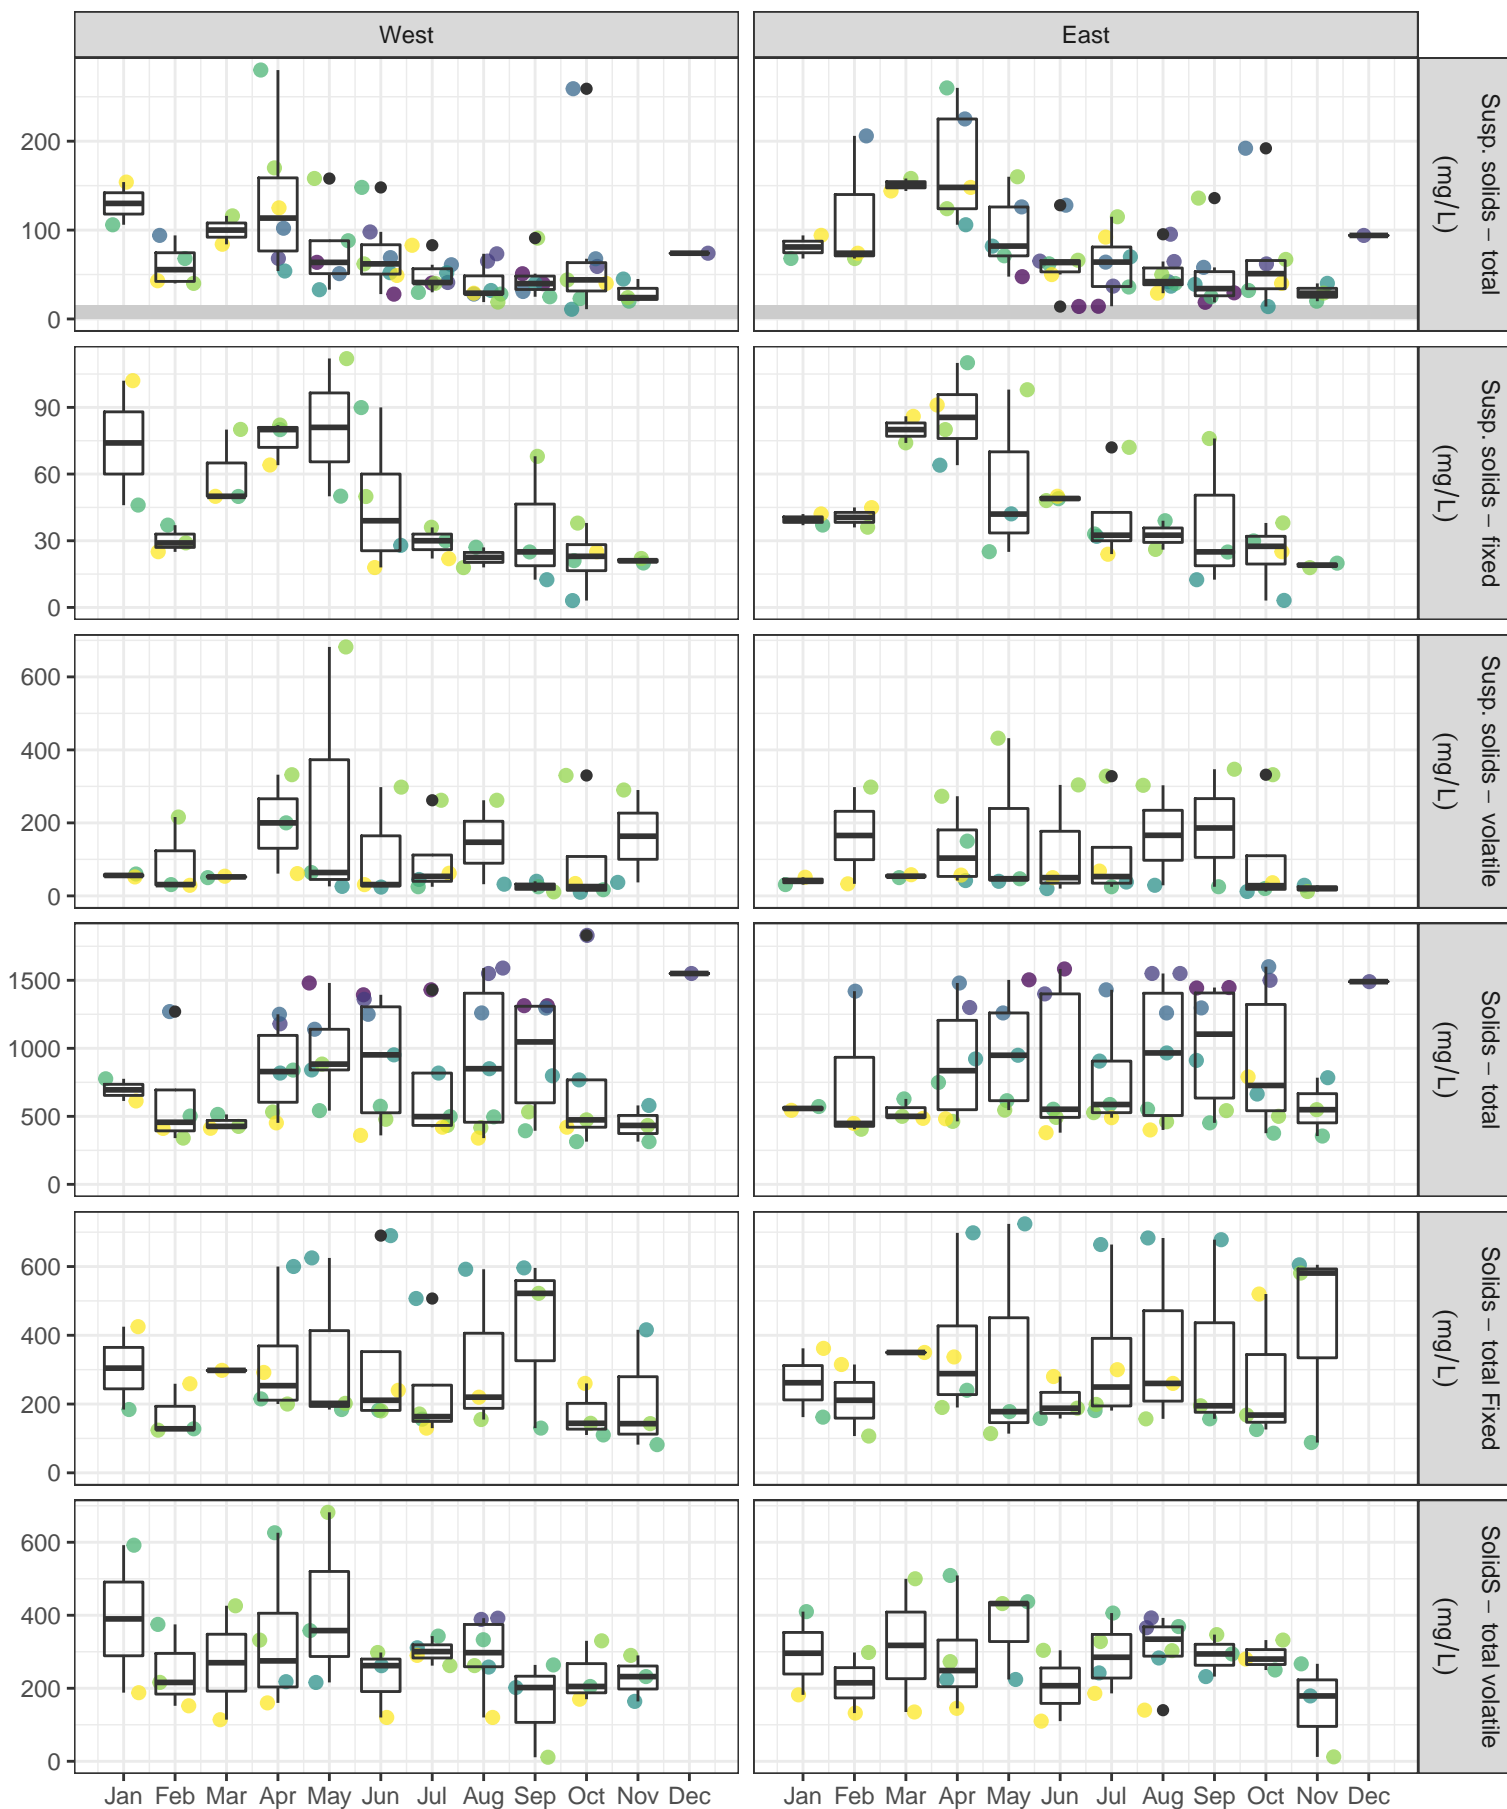 West
East
200
100
0
Susp. solids − total
(mg/L)
90
60
30
0
Susp. solids − fixed
(mg/L)
600
400
200
0
Susp. solids − volatile
(mg/L)
1500
1000
500
0
Solids − total
(mg/L)
600
400
200
0
Solids − total Fixed
(mg/L)
600
400
200
0
SolidS − total volatile
(mg/L)
Jan Feb Mar Apr May Jun Jul Aug Sep Oct Nov Dec
Jan Feb Mar Apr May Jun Jul Aug Sep Oct Nov Dec